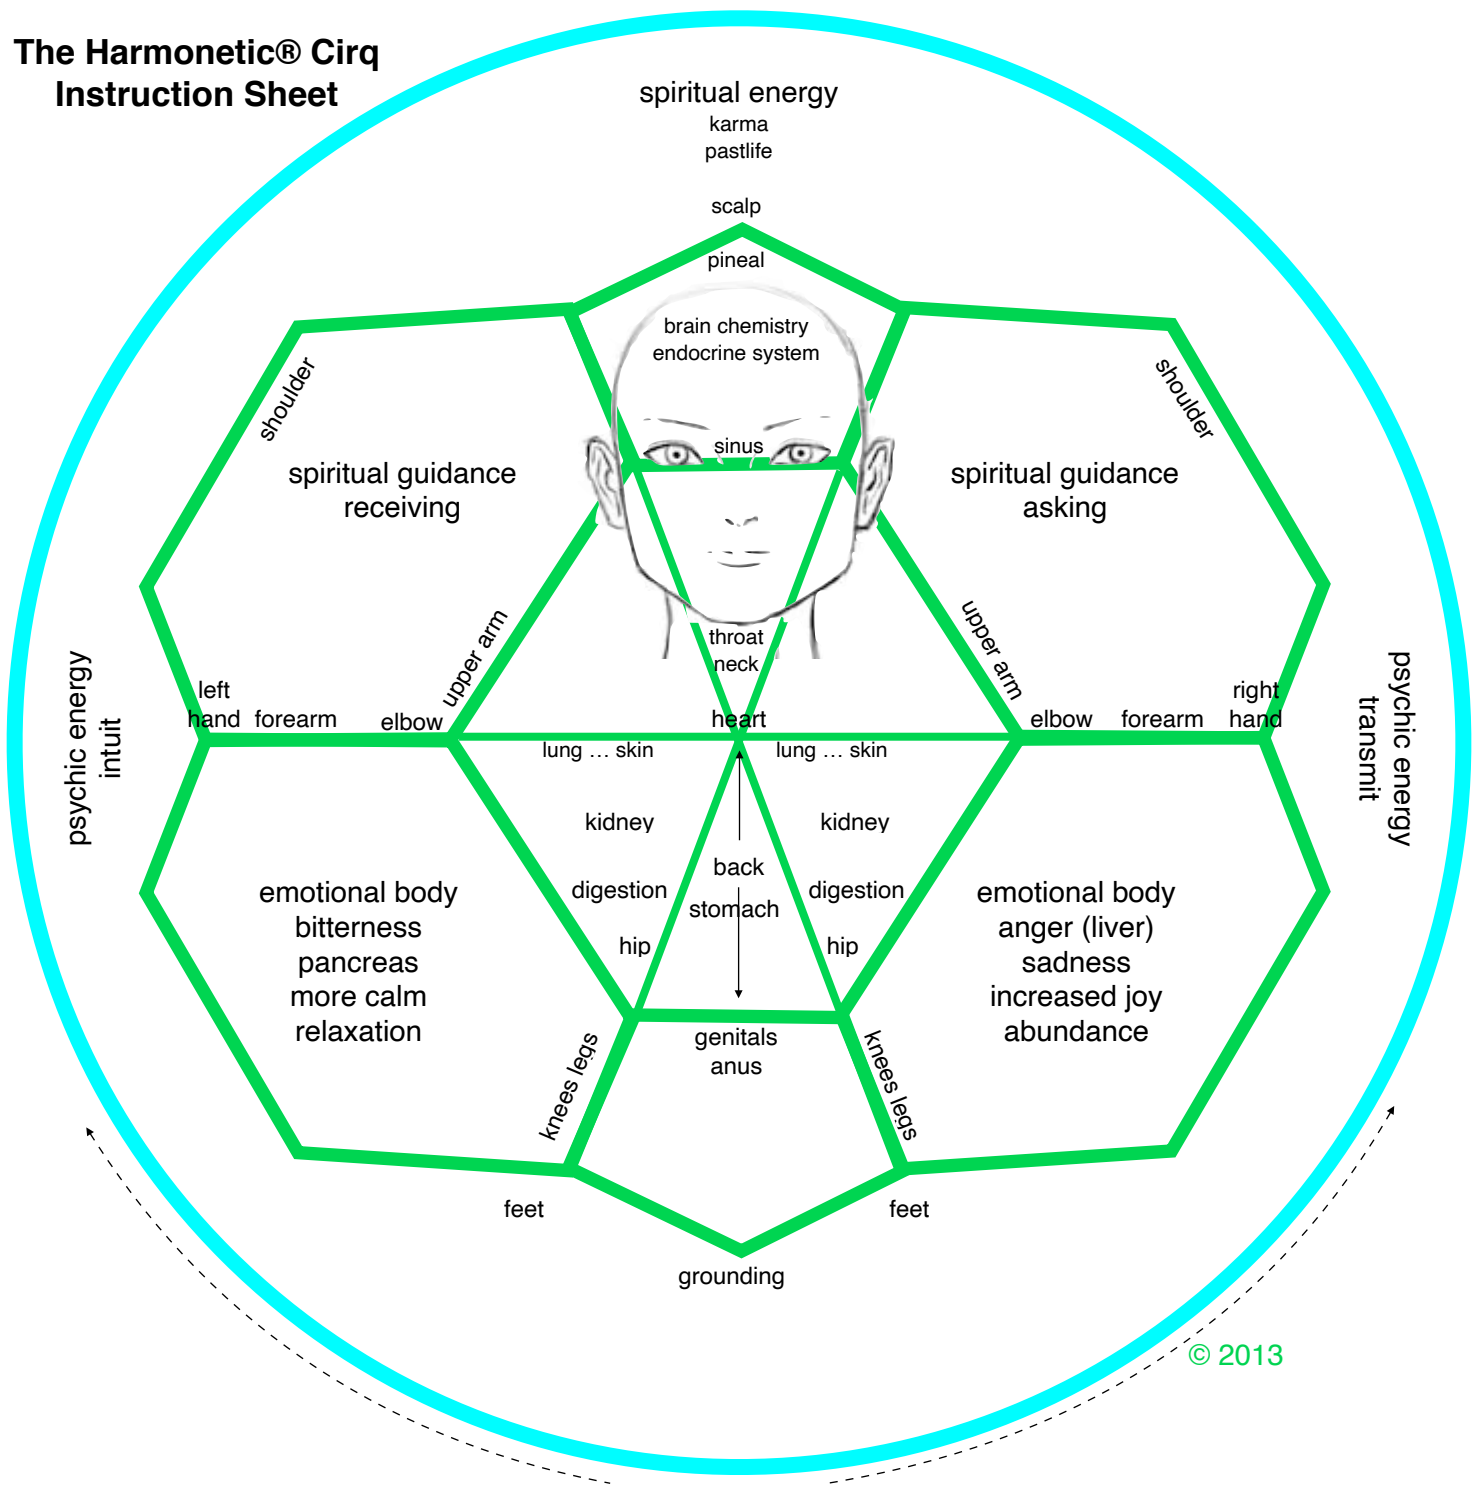 The Harmonetic® Cirq
Instruction Sheet
spiritual energy
karma
pastlife
scalp
pineal
brain chemistry
endocrine system
sinus
shoulder
shoulder
spiritual guidance
receiving
spiritual guidance
asking
upper arm
upper arm
throat
neck
psychic energy
intuit
psychic energy
transmit
left
hand
forearm
elbow
heart
elbow
forearm
right
hand
lung … skin
lung … skin
kidney
kidney
back
stomach
digestion
digestion
hip
hip
emotional body
bitterness
pancreas
more calm
relaxation
emotional body
anger (liver)
sadness
increased joy
abundance
genitals
anus
knees legs
knees legs
feet
feet
grounding
© 2013